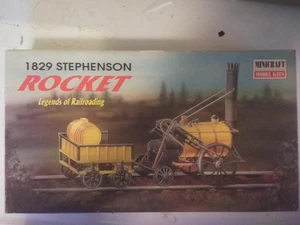 1829 STEPHENSON
ROCKET
Legends of Railroading
MINICRAFT
MODEL KITS